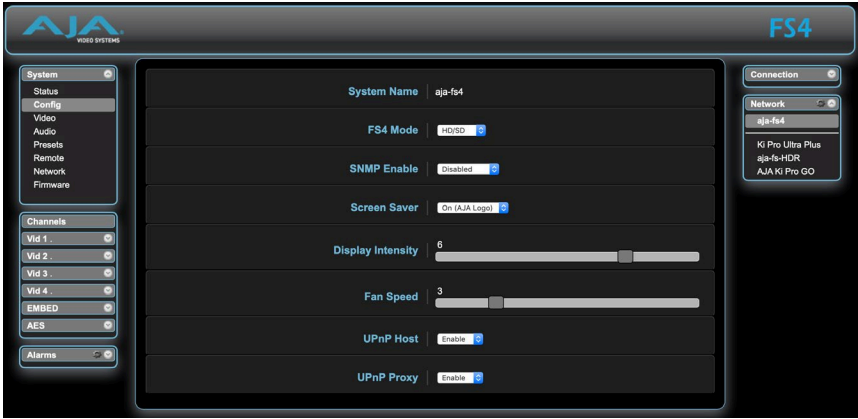 AJA
VIDEO SYSTEMS
FS4
System
Status
Config
Video
Audio
Presets
Remote
Network
Firmware
Channels
Vid 1 .
Vid 2 .
Vid 3 .
Vid 4 .
EMBED
AES
Alarms
System Name aja-fs4
FS4 Mode HD/SD
SNMP Enable Disabled
Screen Saver On (AJA Logo)
Display Intensity 6
Fan Speed 3
UPnP Host Enable
UPnP Proxy Enable
Connection
Network
aja-fs4
Ki Pro Ultra Plus
aja-fs-HDR
AJA Ki Pro GO